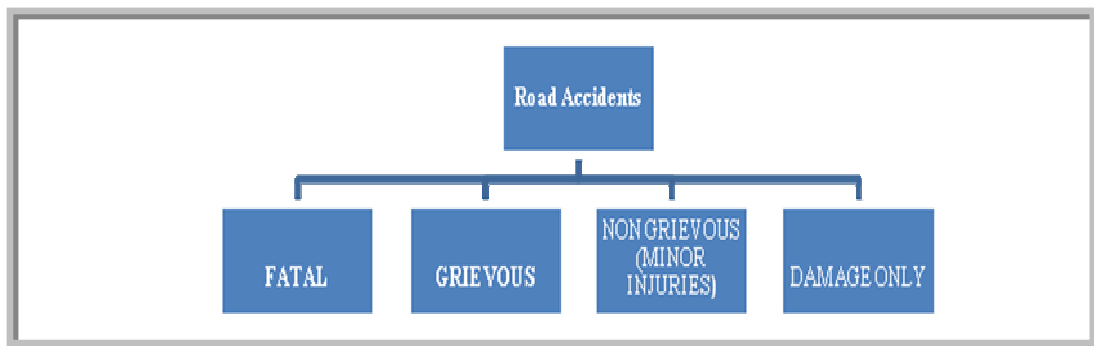 Road Accidents
FATAL
GRIEVOUS
NON GRIEVOUS
(MINOR
INJURIES)
DAMAGE ONLY